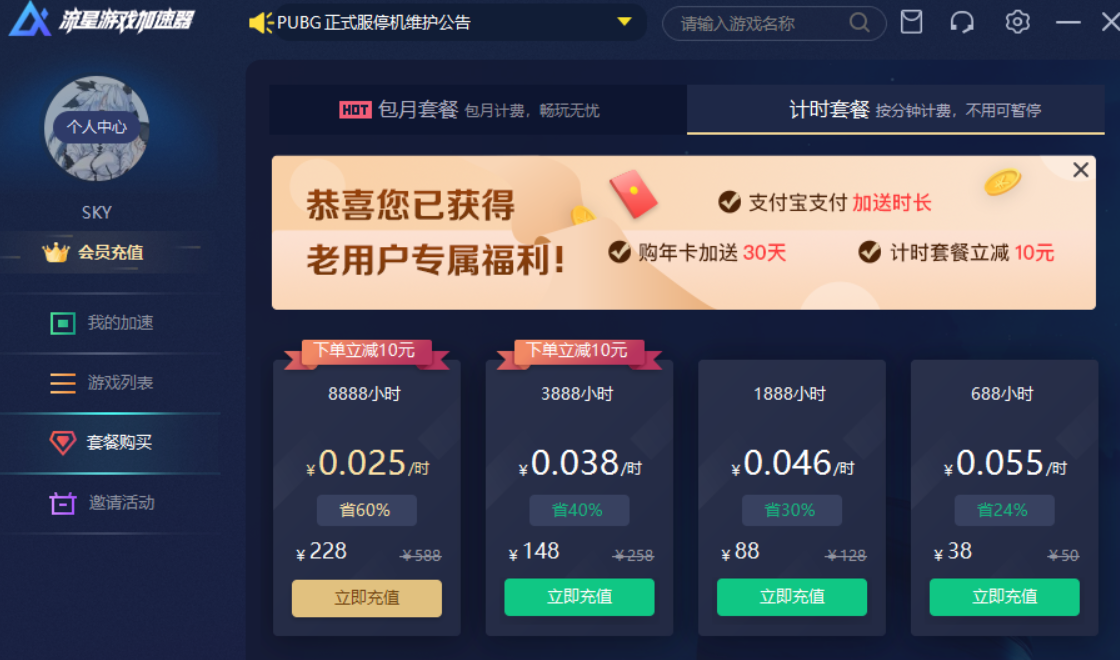 流星游戏加速器
PUBG 正式服停机维护公告
请输入游戏名称
个人中心
SKY
会员充值
我的加速
游戏列表
套餐购买
邀请活动
HOT 包月套餐 包月计费，畅玩无忧
计时套餐 按分钟计费，不用可暂停
恭喜您已获得
老用户专属福利！
支付宝支付 加送时长
购年卡加送 30天
计时套餐立减 10元
下单立减10元
8888小时
¥0.025/时
省60%
¥228 ¥588
立即充值
下单立减10元
3888小时
¥0.038/时
省40%
¥148 ¥258
立即充值
1888小时
¥0.046/时
省30%
¥88 ¥128
立即充值
688小时
¥0.055/时
省24%
¥38 ¥50
立即充值